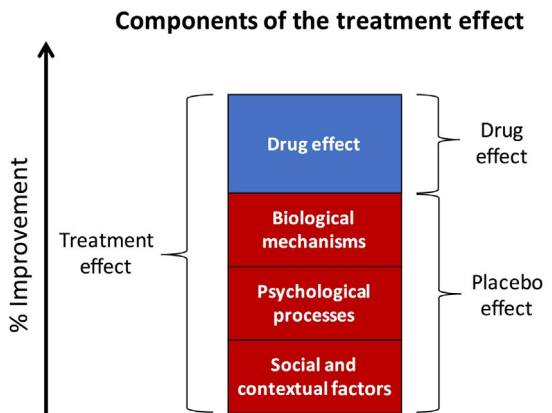 Components of the treatment effect
% Improvement
Treatment
effect
Drug effect
Biological
mechanisms
Psychological
processes
Social and
contextual factors
Drug
effect
Placebo
effect